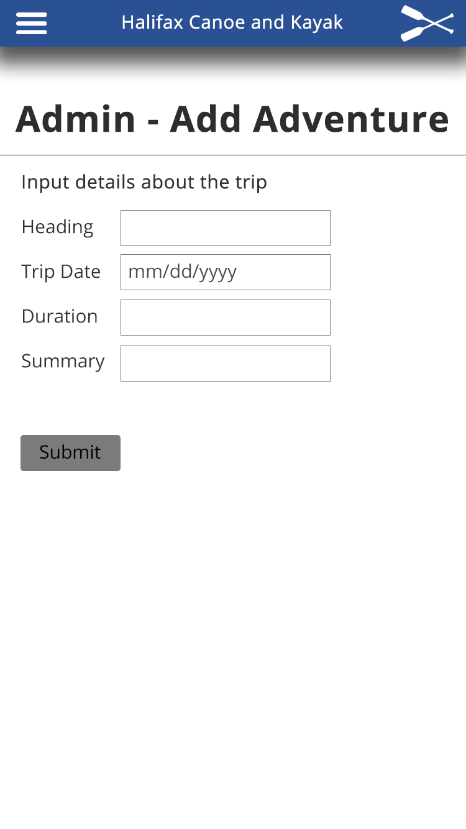 Halifax Canoe and Kayak
Admin - Add Adventure
Input details about the trip
Heading
Trip Date mm/dd/yyyy
Duration
Summary
Submit